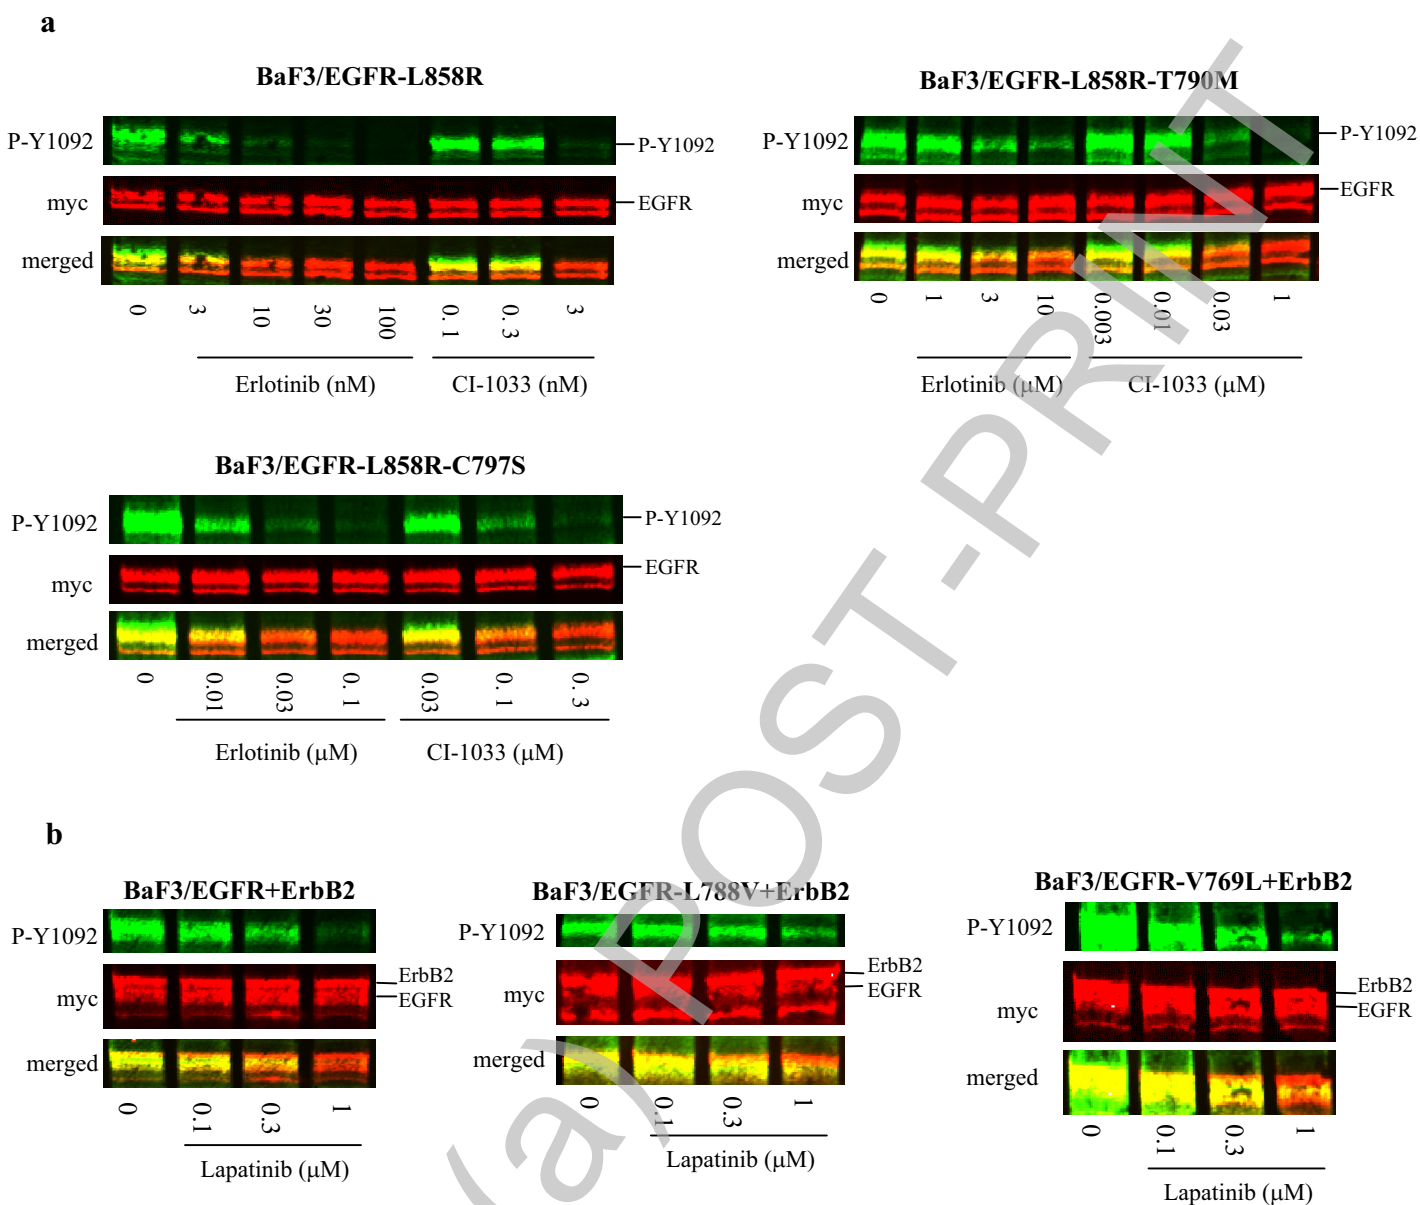 a
BaF3/EGFR-L858R
P-Y1092
P-Y1092
myc
EGFR
merged
0 3 10 30 100 0.1 0.3 3
Erlotinib (nM) CI-1033 (nM)
BaF3/EGFR-L858R-T790M
P-Y1092
P-Y1092
myc
EGFR
merged
0 1 3 10 0.003 0.01 0.03 1
Erlotinib (μM) CI-1033 (μM)
BaF3/EGFR-L858R-C797S
P-Y1092
P-Y1092
myc
EGFR
merged
0 0.01 0.03 0.1 0.03 0.1 0.3
Erlotinib (μM) CI-1033 (μM)
b
BaF3/EGFR+ErbB2
P-Y1092
myc
ErbB2
EGFR
merged
0 0.1 0.3 1
Lapatinib (μM)
BaF3/EGFR-L788V+ErbB2
P-Y1092
myc
ErbB2
EGFR
merged
0 0.1 0.3 1
Lapatinib (μM)
BaF3/EGFR-V769L+ErbB2
P-Y1092
myc
ErbB2
EGFR
merged
0 0.1 0.3 1
Lapatinib (μM)
(a) POST-PRINT